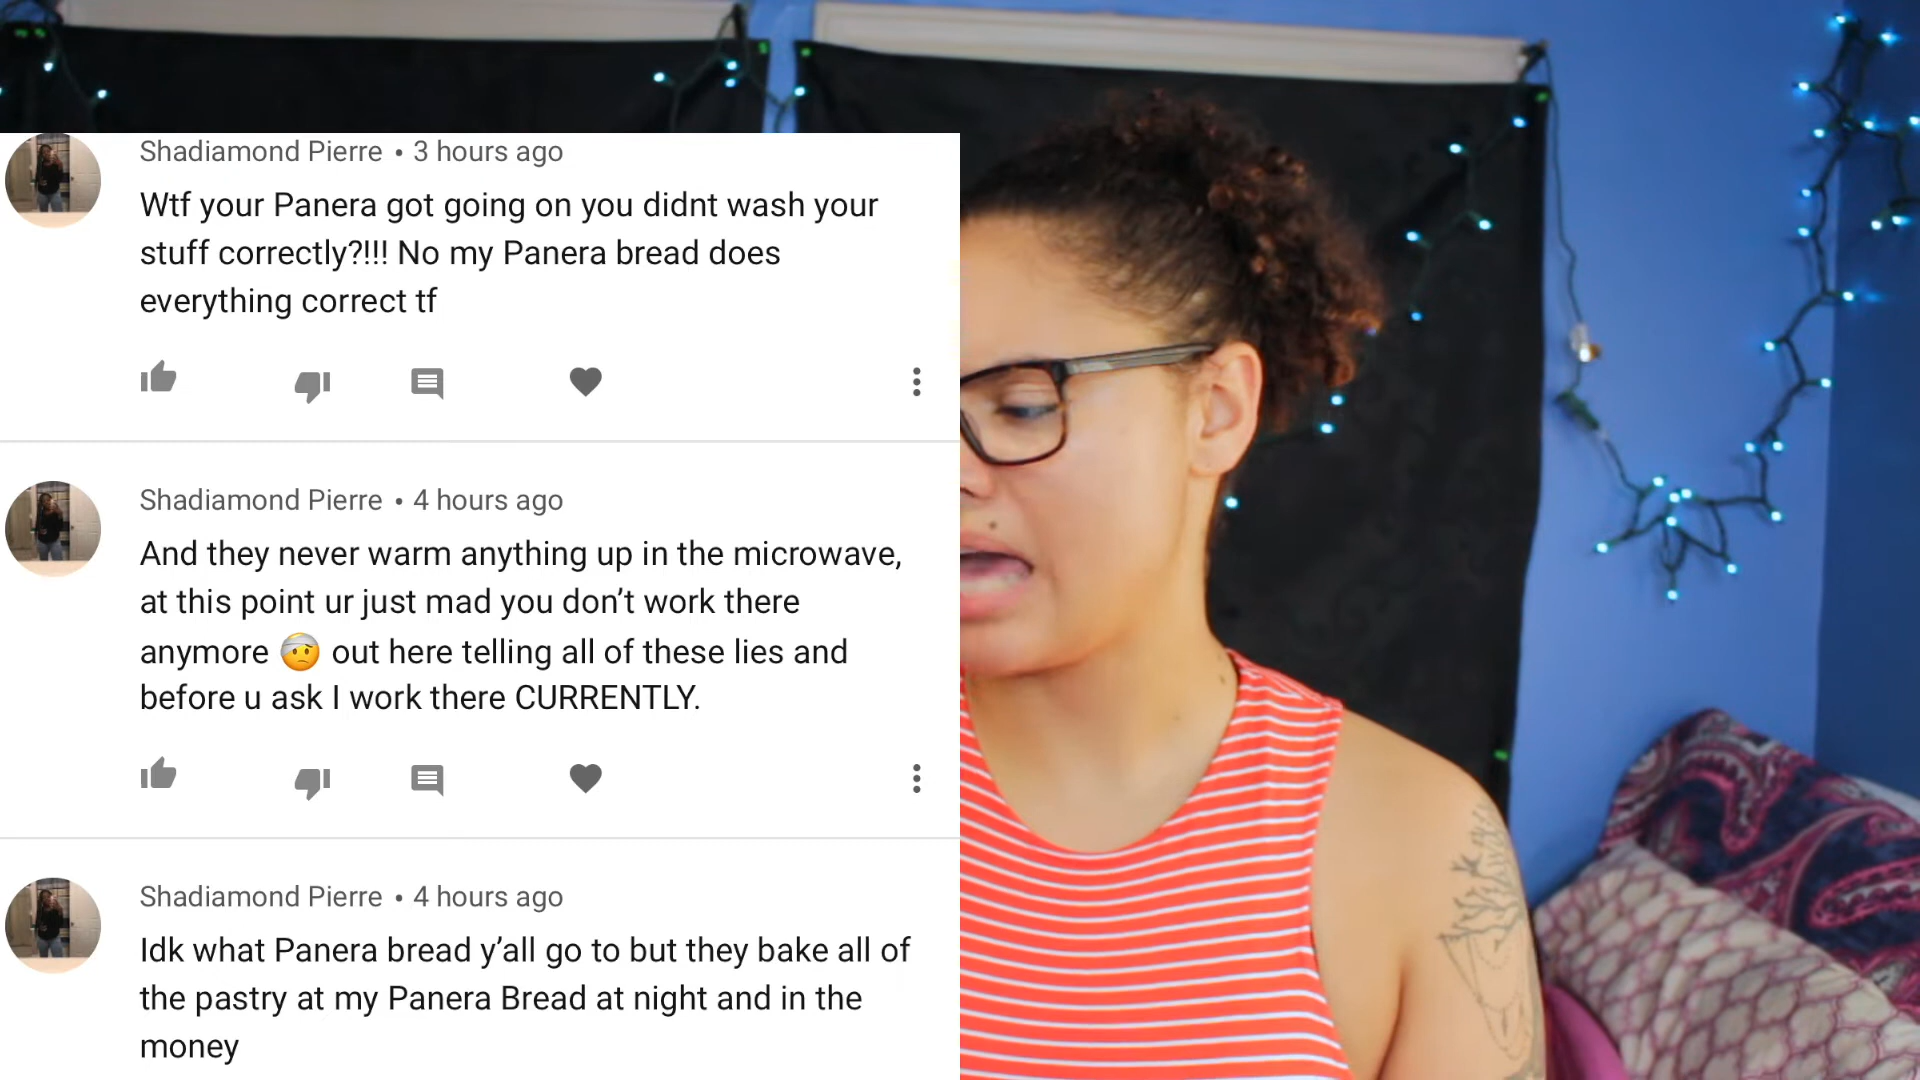 Shadiamond Pierre • 3 hours ago
Wtf your Panera got going on you didnt wash your
stuff correctly?!!! No my Panera bread does
everything correct tf
Shadiamond Pierre • 4 hours ago
And they never warm anything up in the microwave,
at this point ur just mad you don’t work there
anymore 🤕 out here telling all of these lies and
before u ask I work there CURRENTLY.
Shadiamond Pierre • 4 hours ago
Idk what Panera bread y’all go to but they bake all of
the pastry at my Panera Bread at night and in the
money